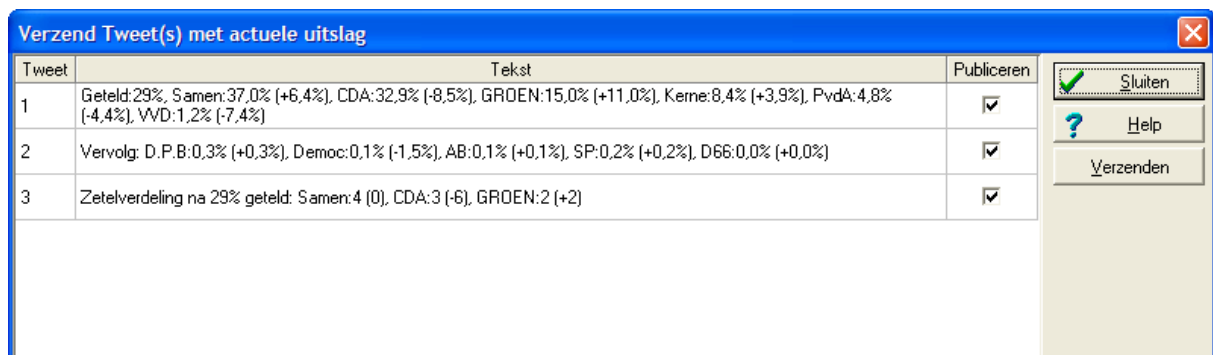 Verzend Tweet(s) met actuele uitslag
Tweet Tekst Publiceren
1 Geteld:29%, Samen:37,0% (+6,4%), CDA:32,9% (-8,5%), GROEN:15,0% (+11,0%), Kerne:8,4% (+3,9%), PvdA:4,8%
(-4,4%), VVD:1,2% (-7,4%)
2 Vervolg: D.P.B:0,3% (+0,3%), Democ:0,1% (-1,5%), AB:0,1% (+0,1%), SP:0,2% (+0,2%), D66:0,0% (+0,0%)
3 Zetelverdeling na 29% geteld: Samen:4 (0), CDA:3 (-6), GROEN:2 (+2)
Sluiten
? Help
Verzenden